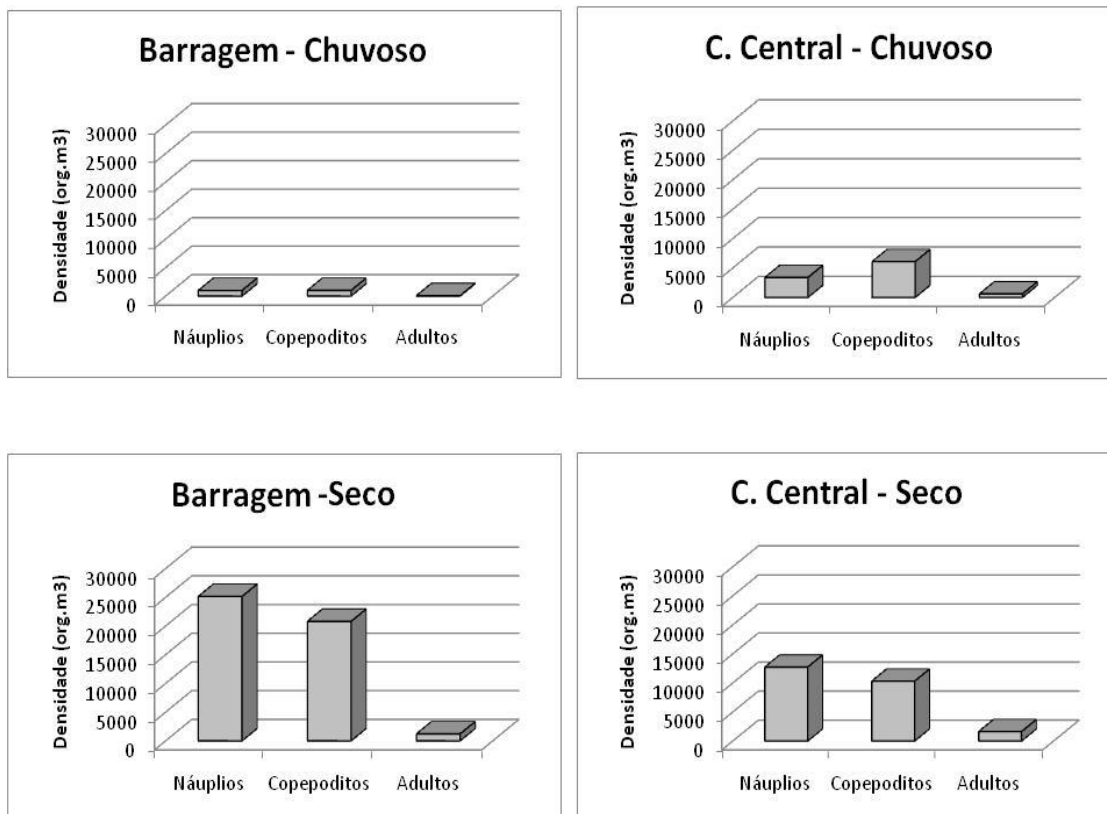 Barragem - Chuvoso
Densidade (org.m3)
30000
25000
20000
15000
10000
5000
0
Náuplios Copepoditos Adultos
C. Central - Chuvoso
Densidade (org.m3)
30000
25000
20000
15000
10000
5000
0
Náuplios Copepoditos Adultos
Barragem -Seco
Densidade (org.m3)
30000
25000
20000
15000
10000
5000
0
Náuplios Copepoditos Adultos
C. Central - Seco
Densidade (org.m3)
30000
25000
20000
15000
10000
5000
0
Náuplios Copepoditos Adultos